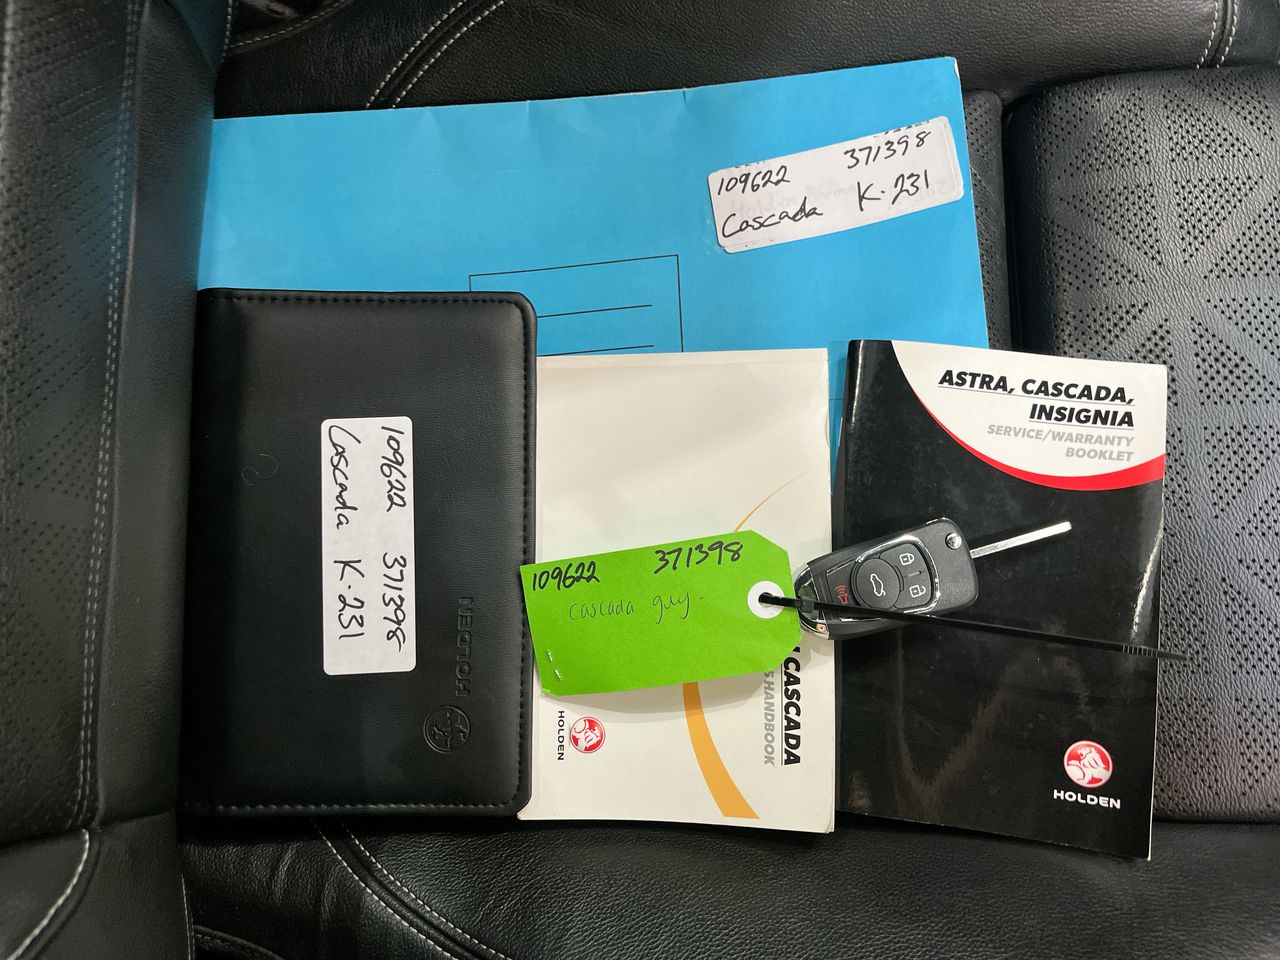 109622 371398
Cascada K-231
109622 371398
Cascada K-231
HOLDEN
ASTRA, CASCADA,
INSIGNIA
SERVICE/WARRANTY
BOOKLET
HOLDEN
109622 371398
cascada guy.
CASCADA
HANDBOOK
HOLDEN